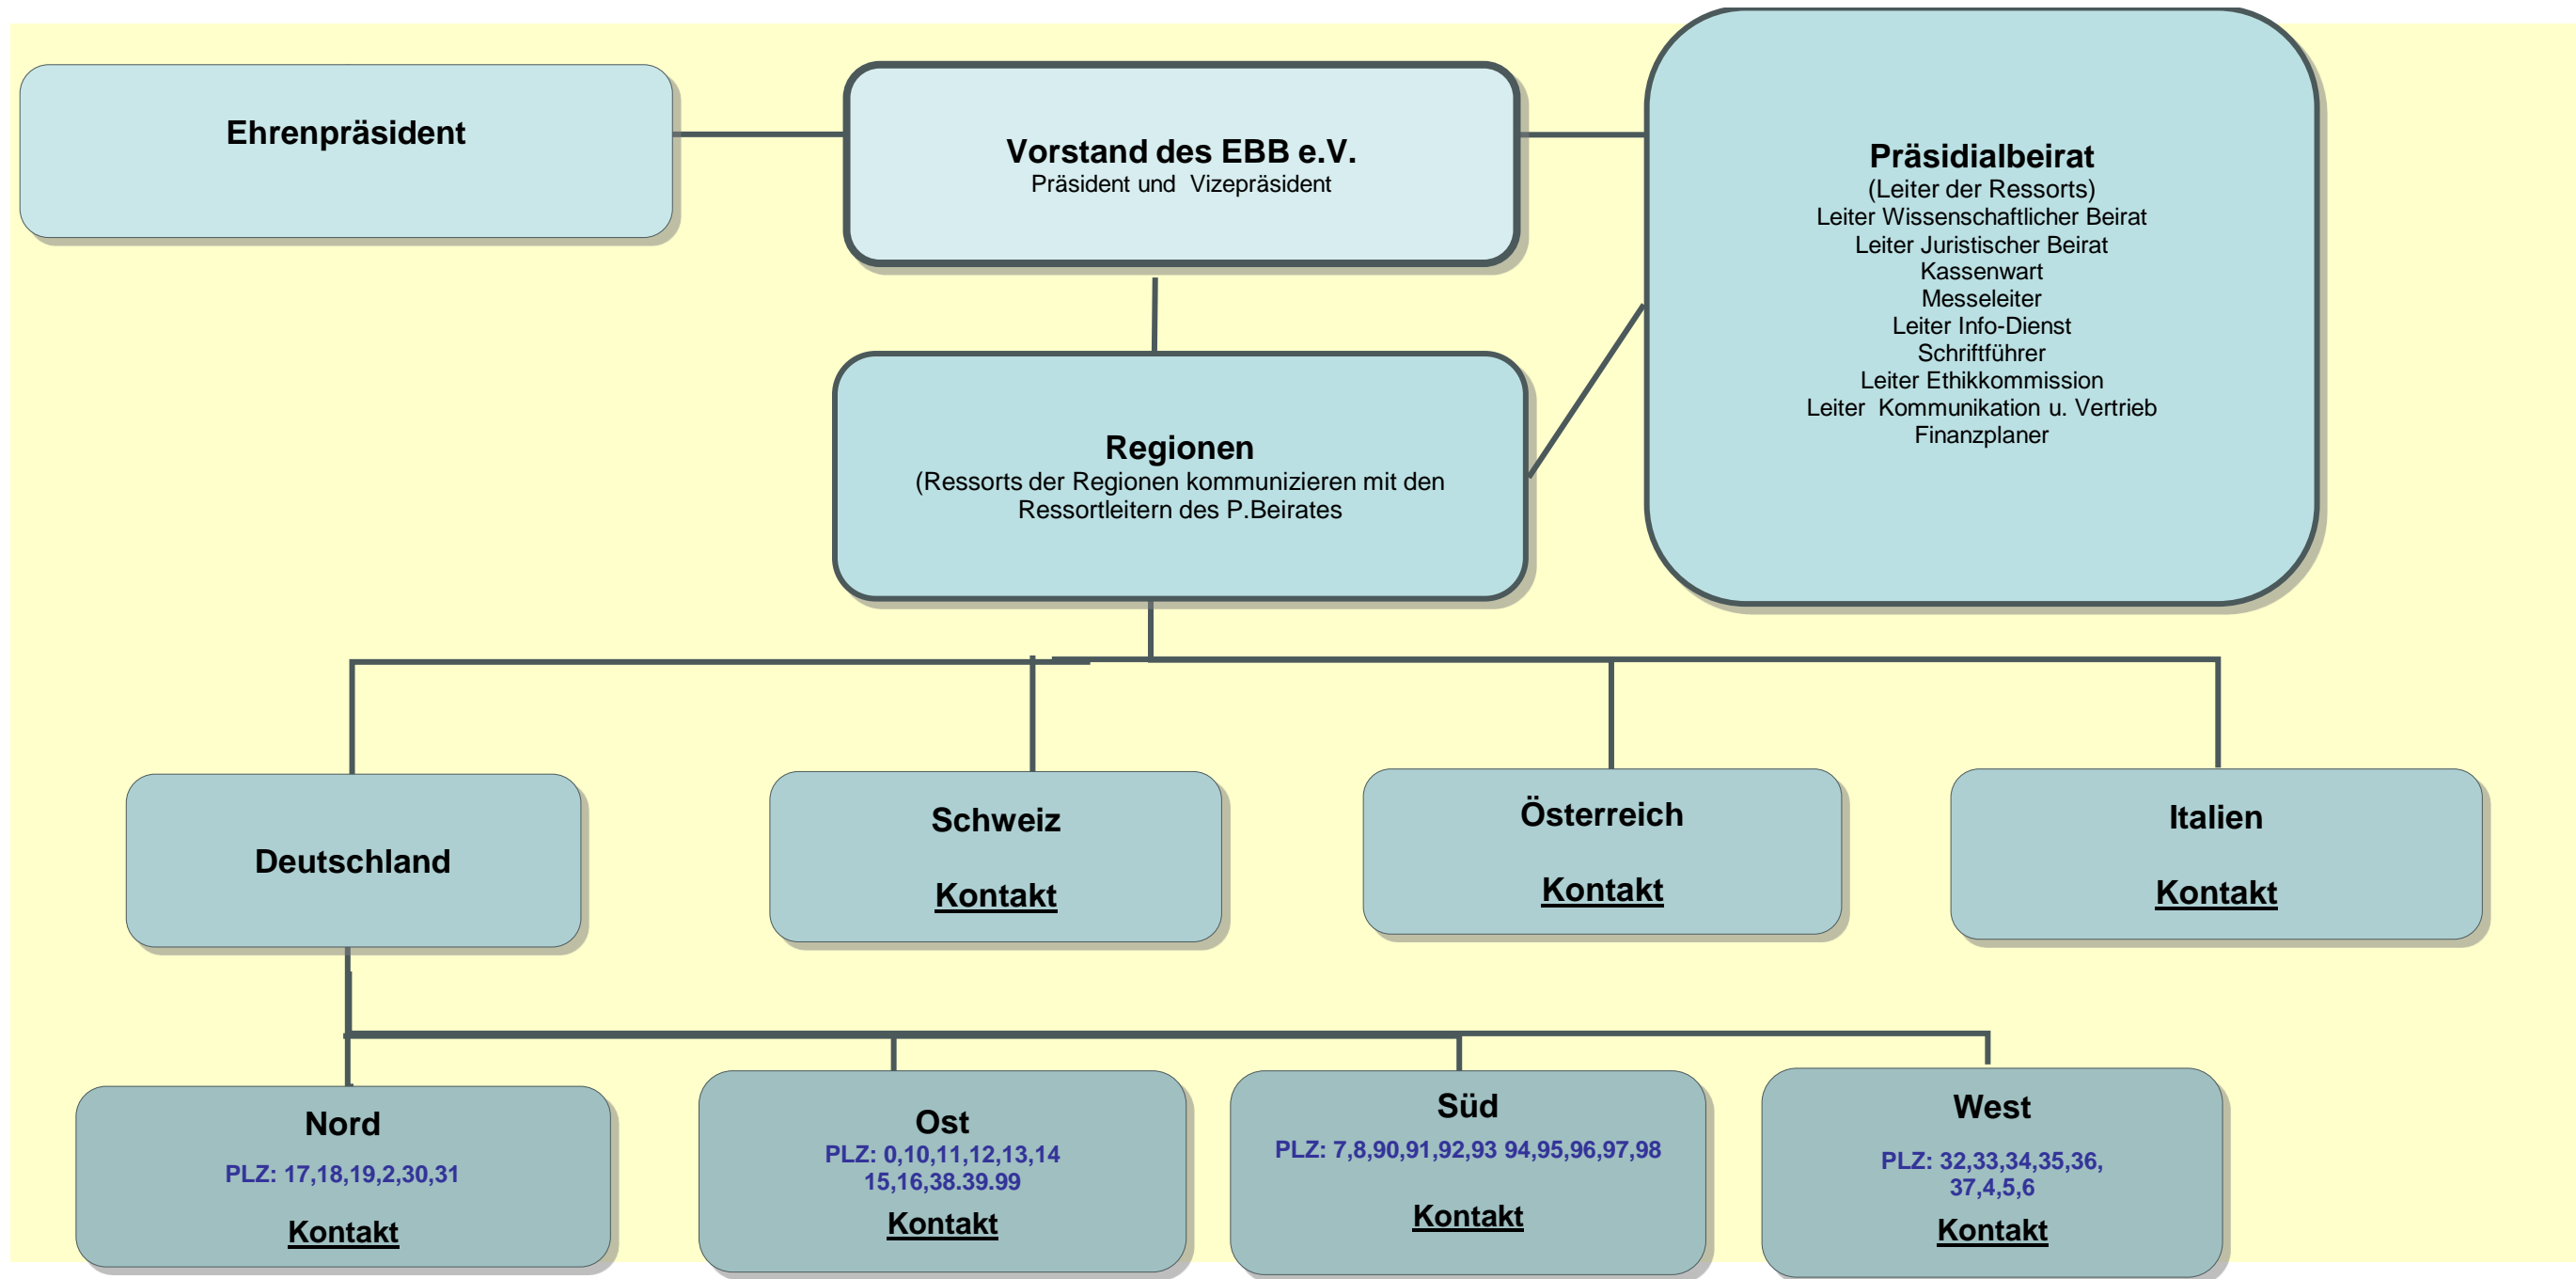 Ehrenpräsident
Vorstand des EBB e.V.
Präsident und  Vizepräsident
Präsidialbeirat
(Leiter der Ressorts)
Leiter Wissenschaftlicher Beirat
Leiter Juristischer Beirat
Kassenwart
Messeleiter
Leiter Info-Dienst
Schriftführer
Leiter Ethikkommission
Leiter  Kommunikation u. Vertrieb
Finanzplaner
Regionen
(Ressorts der Regionen kommunizieren mit den
Ressortleitern des P.Beirates
Deutschland
Schweiz
Kontakt
Österreich
Kontakt
Italien
Kontakt
Nord
PLZ: 17,18,19,2,30,31
Kontakt
Ost
PLZ: 0,10,11,12,13,14
15,16,38.39.99
Kontakt
Süd
PLZ: 7,8,90,91,92,93 94,95,96,97,98
Kontakt
West
PLZ: 32,33,34,35,36,
37,4,5,6
Kontakt